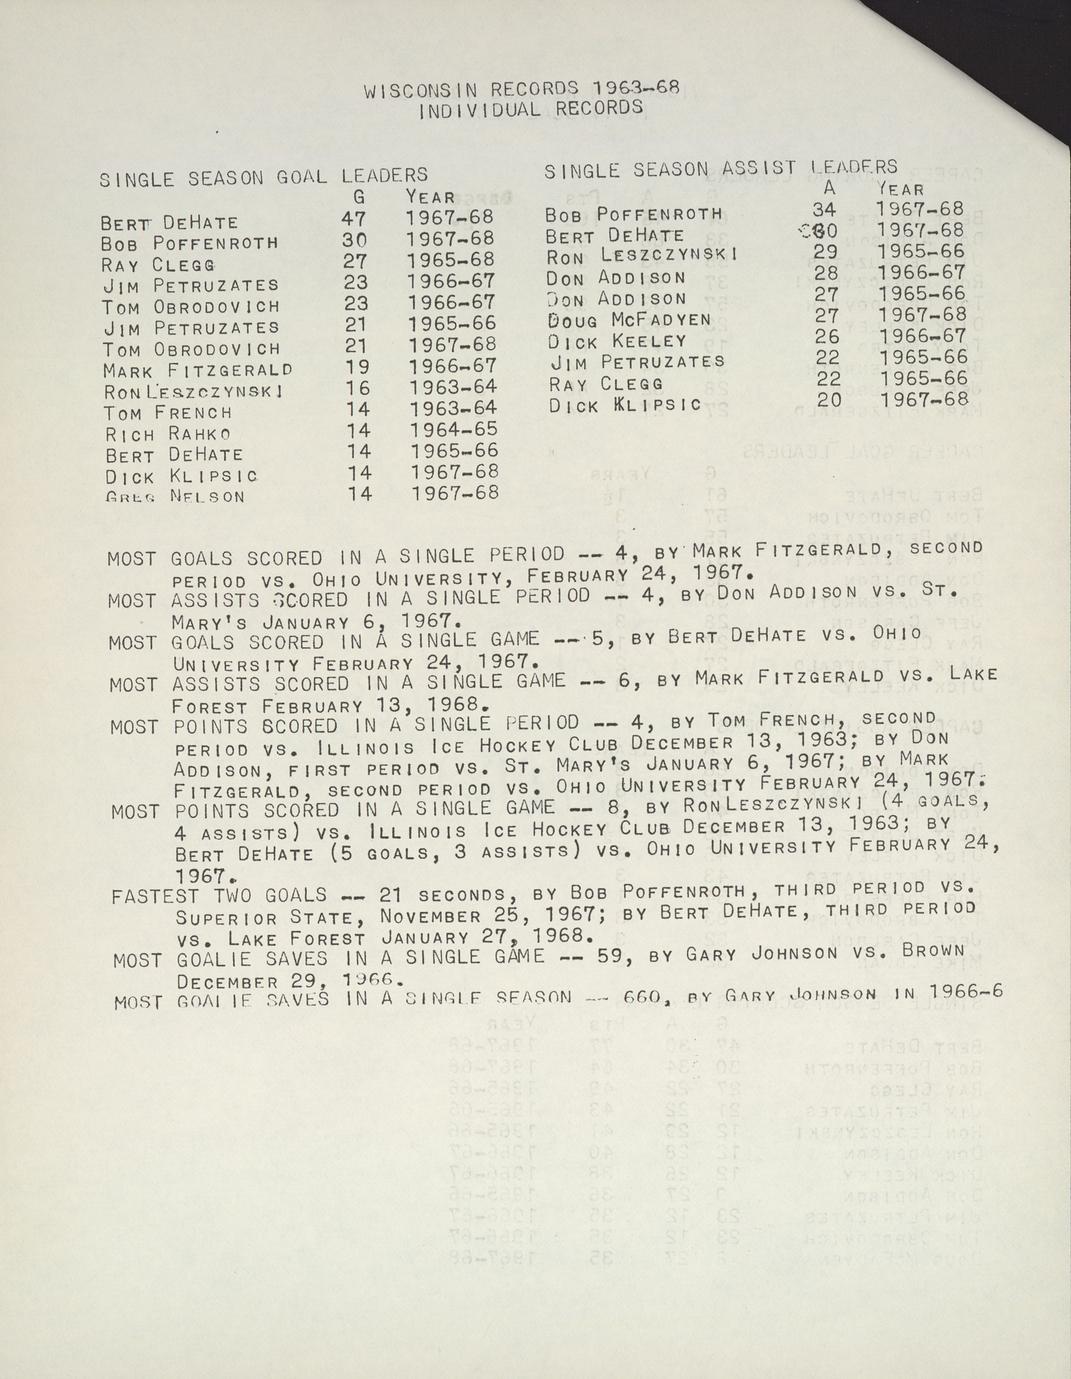 WISCONSIN RECORDS 1963-68
INDIVIDUAL RECORDS
SINGLE SEASON GOAL LEADERS
G YEAR
BERT DEHATE 47 1967-68
BOB POFFENROTH 30 1967-68
RAY CLEGG 27 1965-68
JIM PETRUZATES 23 1966-67
TOM OBRODOVICH 23 1966-67
JIM PETRUZATES 21 1965-66
TOM OBRODOVICH 21 1967-68
MARK FITZGERALD 19 1966-67
RON LESZCZYNSKI 16 1963-64
TOM FRENCH 14 1963-64
RICH RAHKO 14 1964-65
BERT DEHATE 14 1965-66
DICK KLIPSIC 14 1967-68
GREG NELSON 14 1967-68
SINGLE SEASON ASSIST LEADERS
A YEAR
BOB POFFENROTH 34 1967-68
BERT DEHATE 30 1967-68
RON LESZCZYNSKI 29 1965-66
DON ADDISON 28 1966-67
DON ADDISON 27 1965-66
DOUG MCFADYEN 27 1967-68
DICK KEELEY 26 1966-67
JIM PETRUZATES 22 1965-66
RAY CLEGG 22 1965-66
DICK KLIPSIC 20 1967-68
MOST GOALS SCORED IN A SINGLE PERIOD -- 4, BY MARK FITZGERALD, SECOND
PERIOD VS. OHIO UNIVERSITY, FEBRUARY 24, 1967.
MOST ASSISTS SCORED IN A SINGLE PERIOD -- 4, BY DON ADDISON VS. ST.
MARY'S JANUARY 6, 1967.
MOST GOALS SCORED IN A SINGLE GAME -- 5, BY BERT DEHATE VS. OHIO
UNIVERSITY FEBRUARY 24, 1967.
MOST ASSISTS SCORED IN A SINGLE GAME -- 6, BY MARK FITZGERALD VS. LAKE
FOREST FEBRUARY 13, 1968.
MOST POINTS SCORED IN A SINGLE PERIOD -- 4, BY TOM FRENCH, SECOND
PERIOD VS. ILLINOIS ICE HOCKEY CLUB DECEMBER 13, 1963; BY DON
ADDISON, FIRST PERIOD VS. ST. MARY'S JANUARY 6, 1967; BY MARK
FITZGERALD, SECOND PERIOD VS. OHIO UNIVERSITY FEBRUARY 24, 1967.
MOST POINTS SCORED IN A SINGLE GAME -- 8, BY RON LESZCZYNSKI (4 GOALS,
4 ASSISTS) VS. ILLINOIS ICE HOCKEY CLUB DECEMBER 13, 1963; BY
BERT DEHATE (5 GOALS, 3 ASSISTS) VS. OHIO UNIVERSITY FEBRUARY 24,
1967.
FASTEST TWO GOALS -- 21 SECONDS, BY BOB POFFENROTH, THIRD PERIOD VS.
SUPERIOR STATE, NOVEMBER 25, 1967; BY BERT DEHATE, THIRD PERIOD
VS. LAKE FOREST JANUARY 27, 1968.
MOST GOALIE SAVES IN A SINGLE GAME -- 59, BY GARY JOHNSON VS. BROWN
DECEMBER 29, 1966.
MOST GOALIE SAVES IN A SINGLE SEASON -- 660, BY GARY JOHNSON IN 1966-6